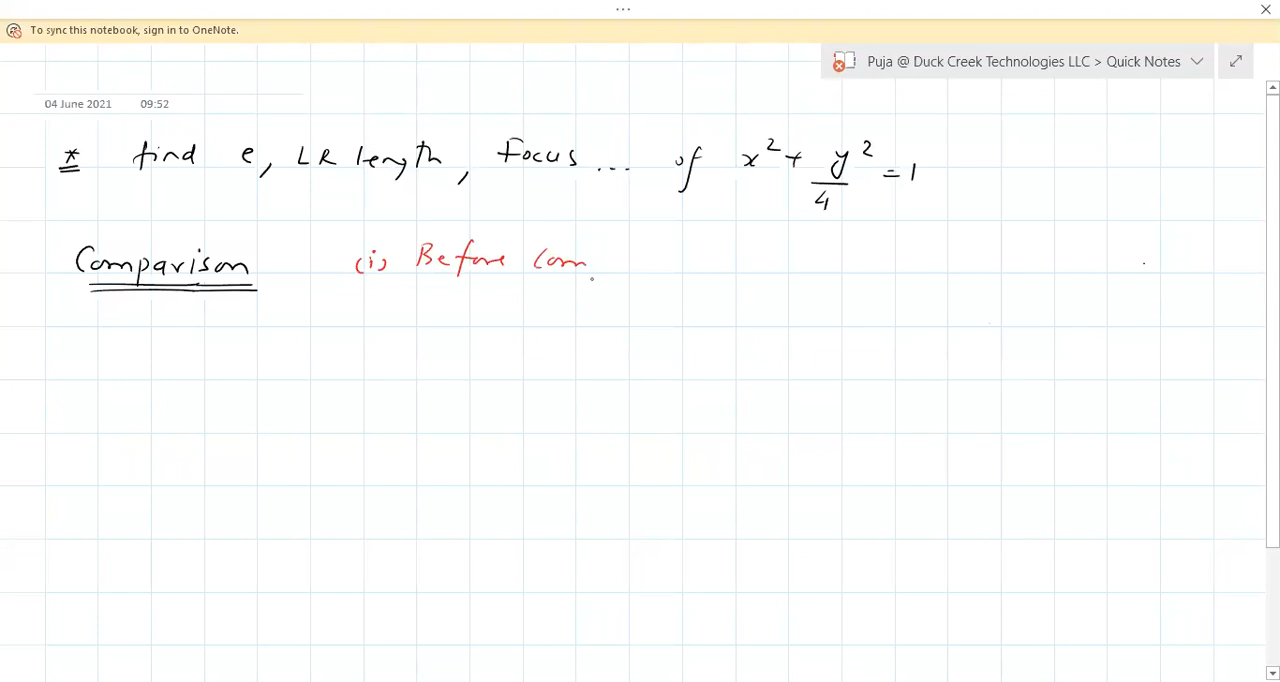 ...
To sync this notebook, sign in to OneNote.
Puja @ Duck Creek Technologies LLC > Quick Notes
04 June 2021 09:52
* find e, LR length, Focus ... of x² + y²/4 = 1
Comparison (i) Before Com